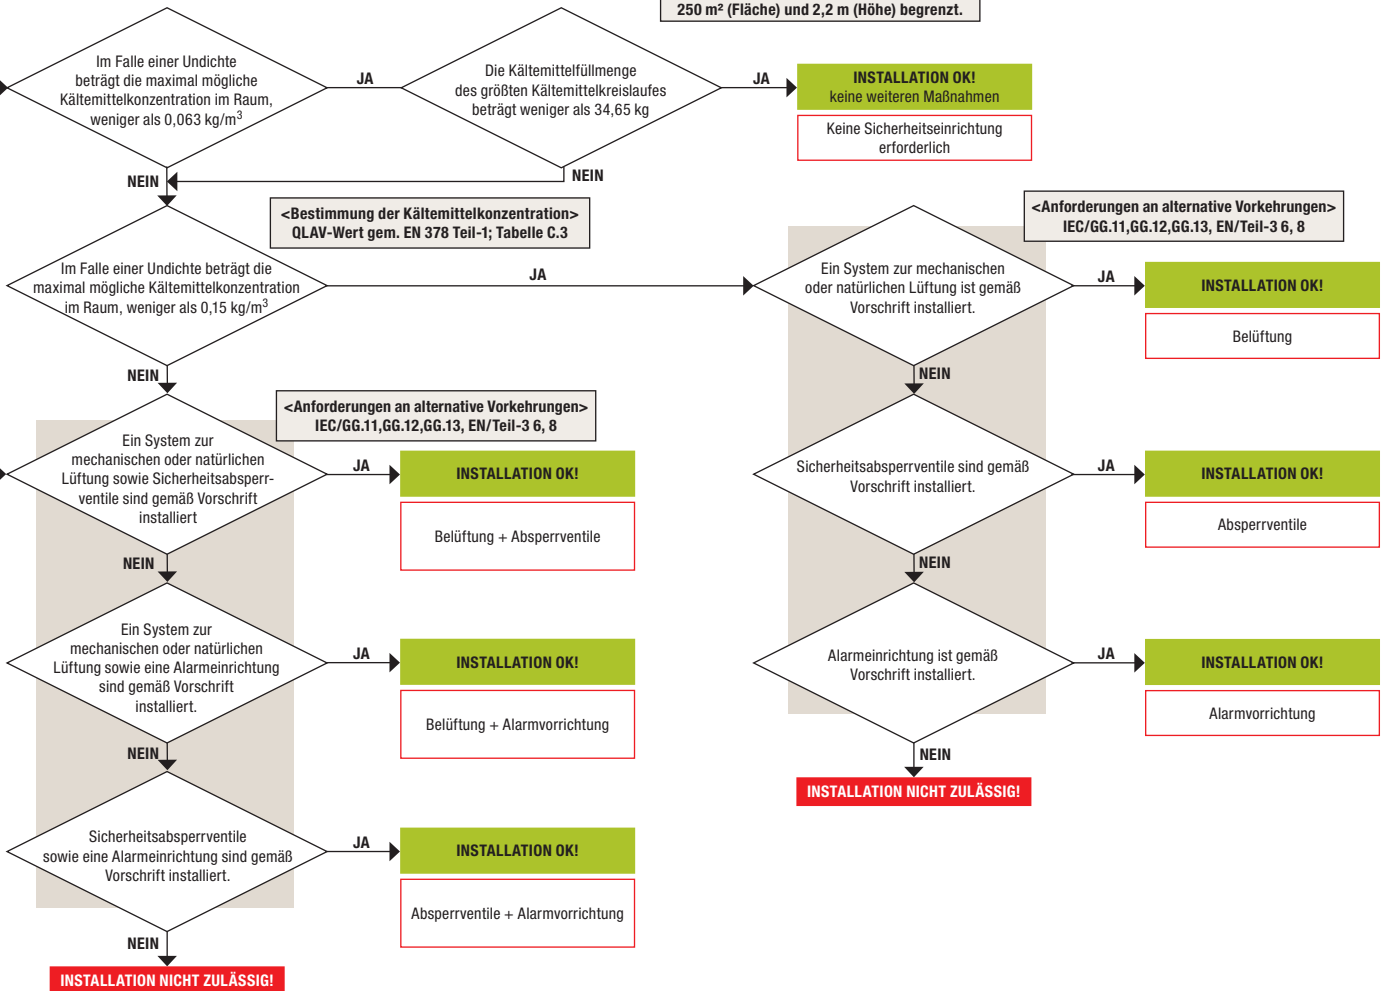 250 m² (Fläche) und 2,2 m (Höhe) begrenzt.
Im Falle einer Undichte
beträgt die maximal mögliche
Kältemittelkonzentration im Raum,
weniger als 0,063 kg/m³
JA
Die Kältemittelfüllmenge
des größten Kältemittelkreislaufes
beträgt weniger als 34,65 kg
JA
INSTALLATION OK!
keine weiteren Maßnahmen
Keine Sicherheitseinrichtung
erforderlich
NEIN
NEIN
<Bestimmung der Kältemittelkonzentration>
QLAV-Wert gem. EN 378 Teil-1; Tabelle C.3
<Anforderungen an alternative Vorkehrungen>
IEC/GG.11,GG.12,GG.13, EN/Teil-3 6, 8
Im Falle einer Undichte beträgt die
maximal mögliche Kältemittelkonzentration
im Raum, weniger als 0,15 kg/m³
JA
Ein System zur mechanischen
oder natürlichen Lüftung ist gemäß
Vorschrift installiert.
JA
INSTALLATION OK!
Belüftung
NEIN
NEIN
<Anforderungen an alternative Vorkehrungen>
IEC/GG.11,GG.12,GG.13, EN/Teil-3 6, 8
Ein System zur
mechanischen oder natürlichen
Lüftung sowie Sicherheitsabsperr-
ventile sind gemäß Vorschrift
installiert
JA
INSTALLATION OK!
Belüftung + Absperrventile
Sicherheitsabsperrventile sind gemäß
Vorschrift installiert.
JA
INSTALLATION OK!
Absperrventile
NEIN
NEIN
Ein System zur
mechanischen oder natürlichen
Lüftung sowie eine Alarmeinrichtung
sind gemäß Vorschrift
installiert.
JA
INSTALLATION OK!
Belüftung + Alarmvorrichtung
Alarmeinrichtung ist gemäß
Vorschrift installiert.
JA
INSTALLATION OK!
Alarmvorrichtung
NEIN
NEIN
INSTALLATION NICHT ZULÄSSIG!
Sicherheitsabsperrventile
sowie eine Alarmeinrichtung sind gemäß
Vorschrift installiert.
JA
INSTALLATION OK!
Absperrventile + Alarmvorrichtung
NEIN
INSTALLATION NICHT ZULÄSSIG!